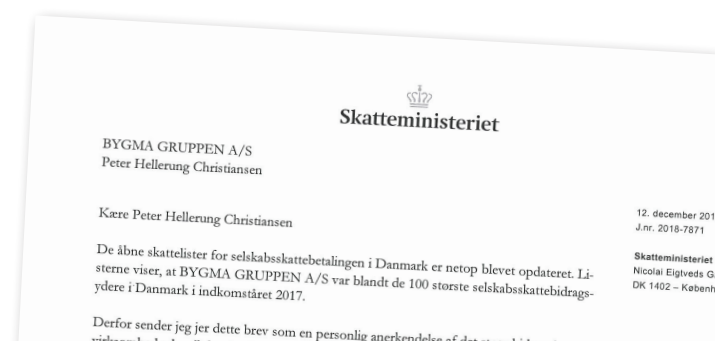 Skatteministeriet
BYGMA GRUPPEN A/S
Peter Hellerung Christiansen
12. december 201
J.nr. 2018-7871
Skatteministeriet
Nicolai Eigtveds G
DK 1402 – Københ
Kære Peter Hellerung Christiansen
De åbne skattelister for selskabsskattebetalingen i Danmark er netop blevet opdateret. Li-
sterne viser, at BYGMA GRUPPEN A/S var blandt de 100 største selskabsskattebidrags-
ydere i Danmark i indkomståret 2017.
Derfor sender jeg jer dette brev som en personlig anerkendelse af det